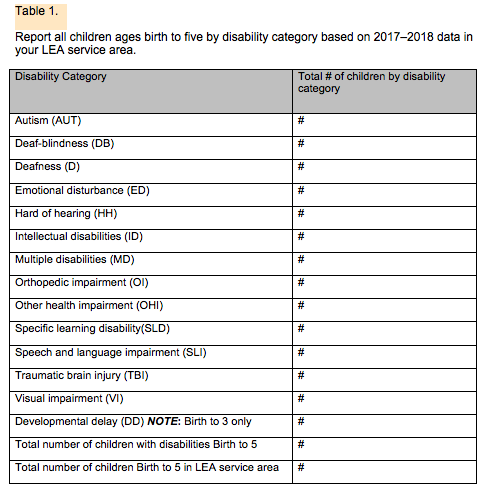 Table 1.
Report all children ages birth to five by disability category based on 2017–2018 data in
your LEA service area.
Disability Category
Total # of children by disability
category
Autism (AUT) #
Deaf-blindness (DB) #
Deafness (D) #
Emotional disturbance (ED) #
Hard of hearing (HH) #
Intellectual disabilities (ID) #
Multiple disabilities (MD) #
Orthopedic impairment (OI) #
Other health impairment (OHI) #
Specific learning disability(SLD) #
Speech and language impairment (SLI) #
Traumatic brain injury (TBI) #
Visual impairment (VI) #
Developmental delay (DD) NOTE: Birth to 3 only #
Total number of children with disabilities Birth to 5 #
Total number of children Birth to 5 in LEA service area #